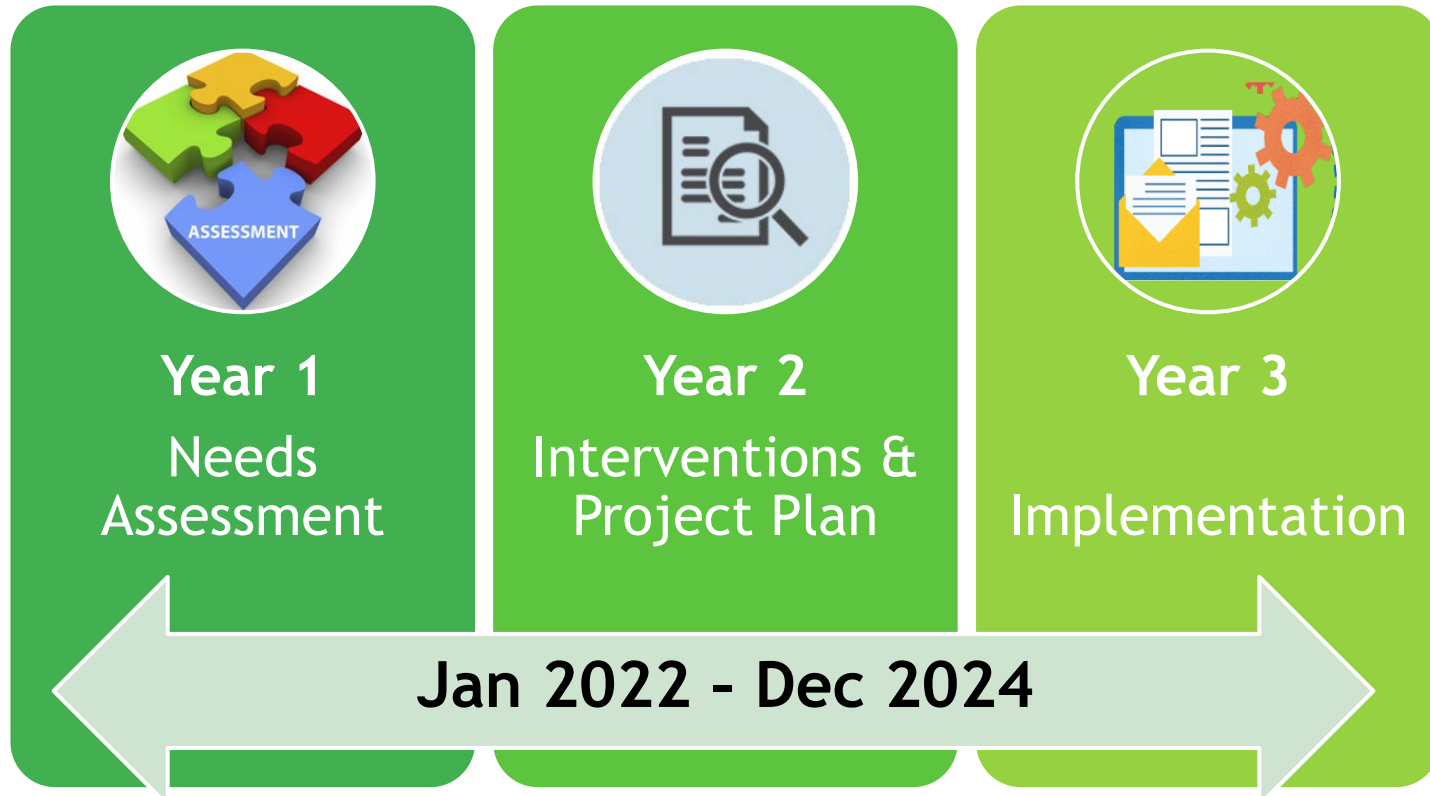 ASSESSMENT
Year 1
Needs
Assessment
Year 2
Interventions &
Project Plan
Year 3
Implementation
Jan 2022 – Dec 2024